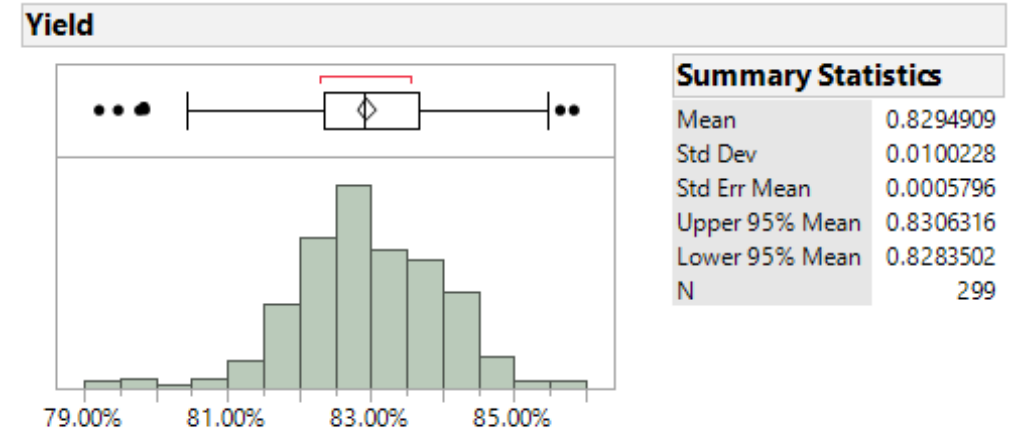 Yield
Summary Statistics
Mean 0.8294909
Std Dev 0.0100228
Std Err Mean 0.0005796
Upper 95% Mean 0.8306316
Lower 95% Mean 0.8283502
N 299
79.00% 81.00% 83.00% 85.00%